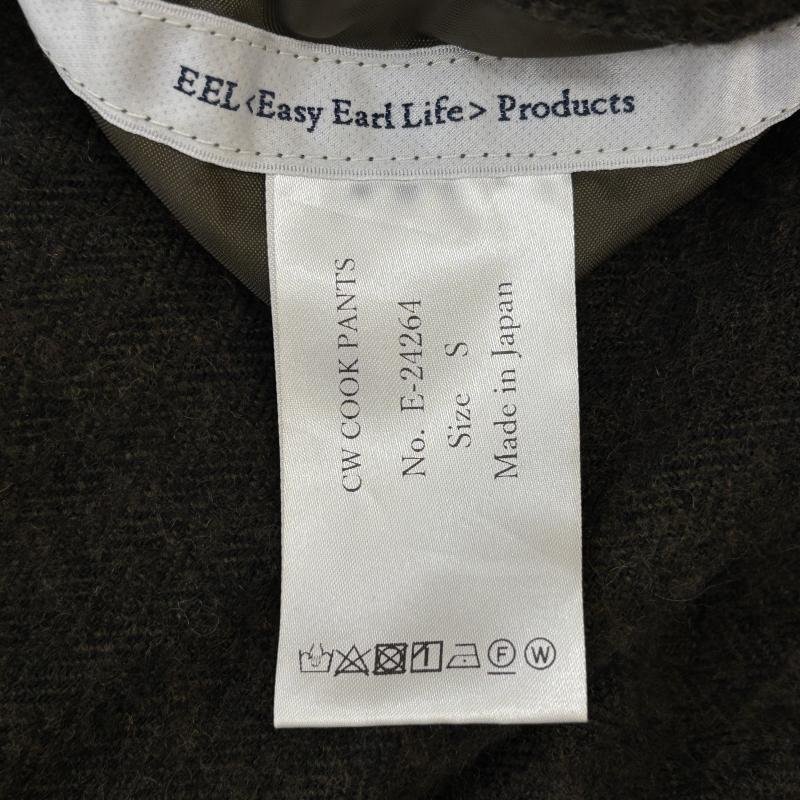 EEL<Easy Earl Life> Products
CW COOK PANTS
No. E-24264
Size S
Made in Japan
F W